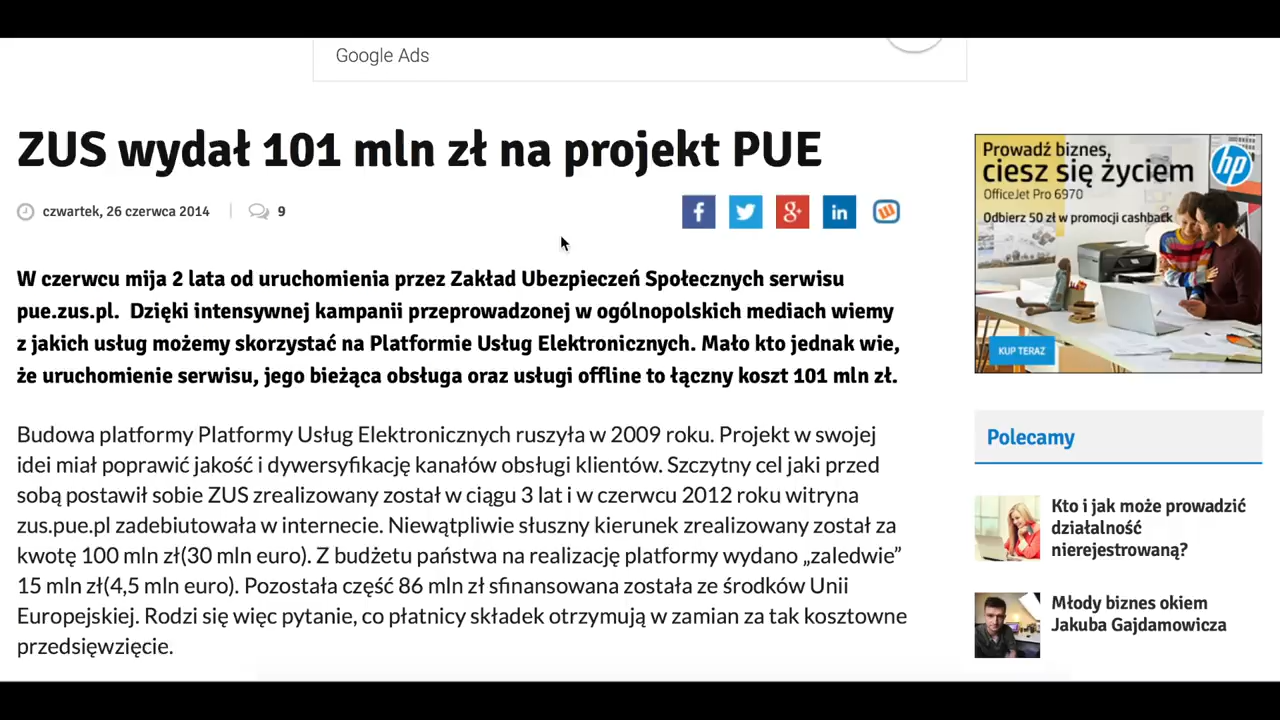 Google Ads
ZUS wydał 101 mln zł na projekt PUE
czwartek, 26 czerwca 2014 9
W czerwcu mija 2 lata od uruchomienia przez Zakład Ubezpieczeń Społecznych serwisu
pue.zus.pl. Dzięki intensywnej kampanii przeprowadzonej w ogólnopolskich mediach wiemy
z jakich usług możemy skorzystać na Platformie Usług Elektronicznych. Mało kto jednak wie,
że uruchomienie serwisu, jego bieżąca obsługa oraz usługi offline to łączny koszt 101 mln zł.
Budowa platformy Platformy Usług Elektronicznych ruszyła w 2009 roku. Projekt w swojej
idei miał poprawić jakość i dywersyfikację kanałów obsługi klientów. Szczytny cel jaki przed
sobą postawił sobie ZUS zrealizowany został w ciągu 3 lat i w czerwcu 2012 roku witryna
zus.pue.pl zadebiutowała w internecie. Niewątpliwie słuszny kierunek zrealizowany został za
kwotę 100 mln zł(30 mln euro). Z budżetu państwa na realizację platformy wydano „zaledwie”
15 mln zł(4,5 mln euro). Pozostała część 86 mln zł sfinansowana została ze środków Unii
Europejskiej. Rodzi się więc pytanie, co płatnicy składek otrzymują w zamian za tak kosztowne
przedsięwzięcie.
Prowadź biznes,
ciesz się życiem
OfficeJet Pro 6970
Odbierz 50 zł w promocji cashback
hp
KUP TERAZ
Polecamy
Kto i jak może prowadzić
działalność
nierejestrowaną?
Młody biznes okiem
Jakuba Gajdamowicza